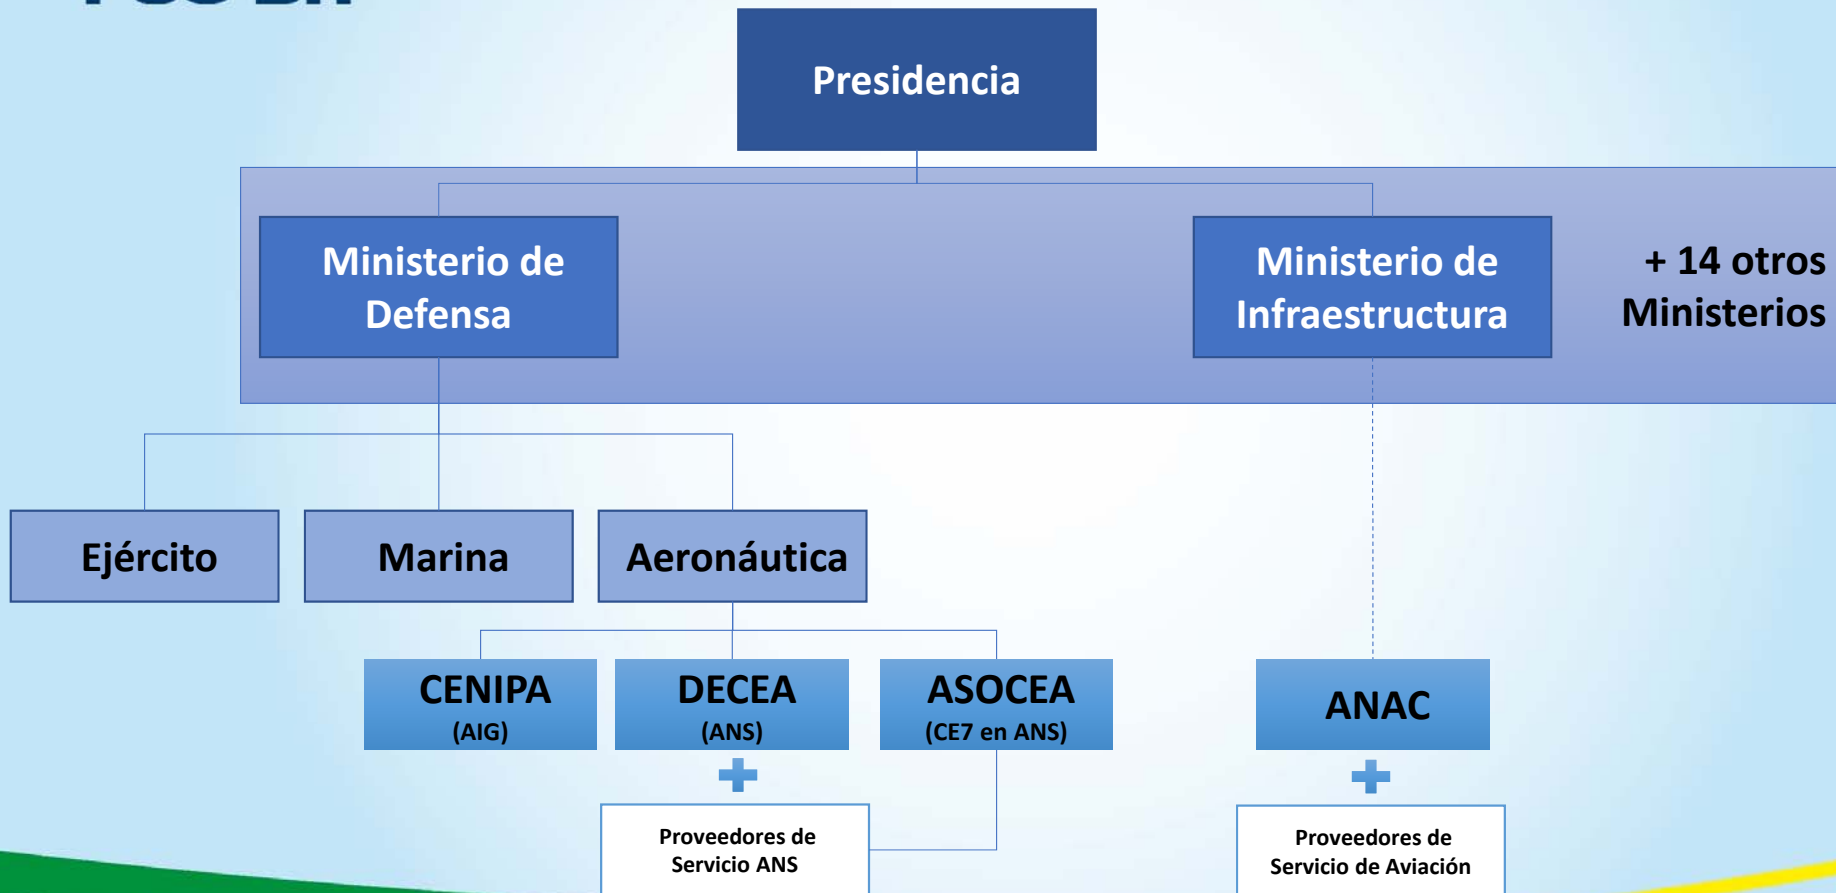 Presidencia
Ministerio de
Defensa
Ministerio de
Infraestructura
+ 14 otros
Ministerios
Ejército
Marina
Aeronáutica
CENIPA
(AIG)
DECEA
(ANS)
ASOCEA
(CE7 en ANS)
ANAC
Proveedores de
Servicio ANS
Proveedores de
Servicio de Aviación